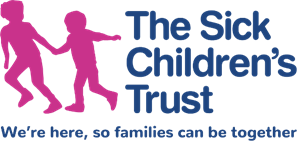 The Sick
Children's
Trust
We're here, so families can be together